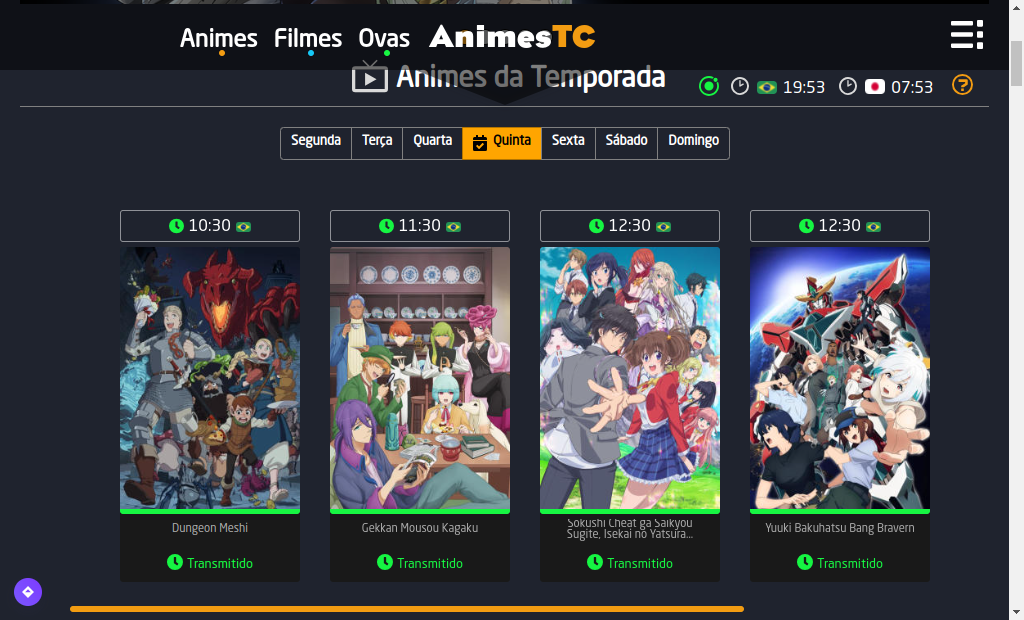 Animes Filmes Ovas AnimesTC
Animes da Temporada
19:53 07:53 ?
Segunda Terça Quarta Quinta Sexta Sábado Domingo
10:30 11:30 12:30 12:30
Dungeon Meshi
Gekkan Mousou Kagaku
Sokushi Cheat ga Saikyou
Sugite, Isekai no Yatsura...
Yuuki Bakuhatsu Bang Bravern
Transmitido Transmitido Transmitido Transmitido